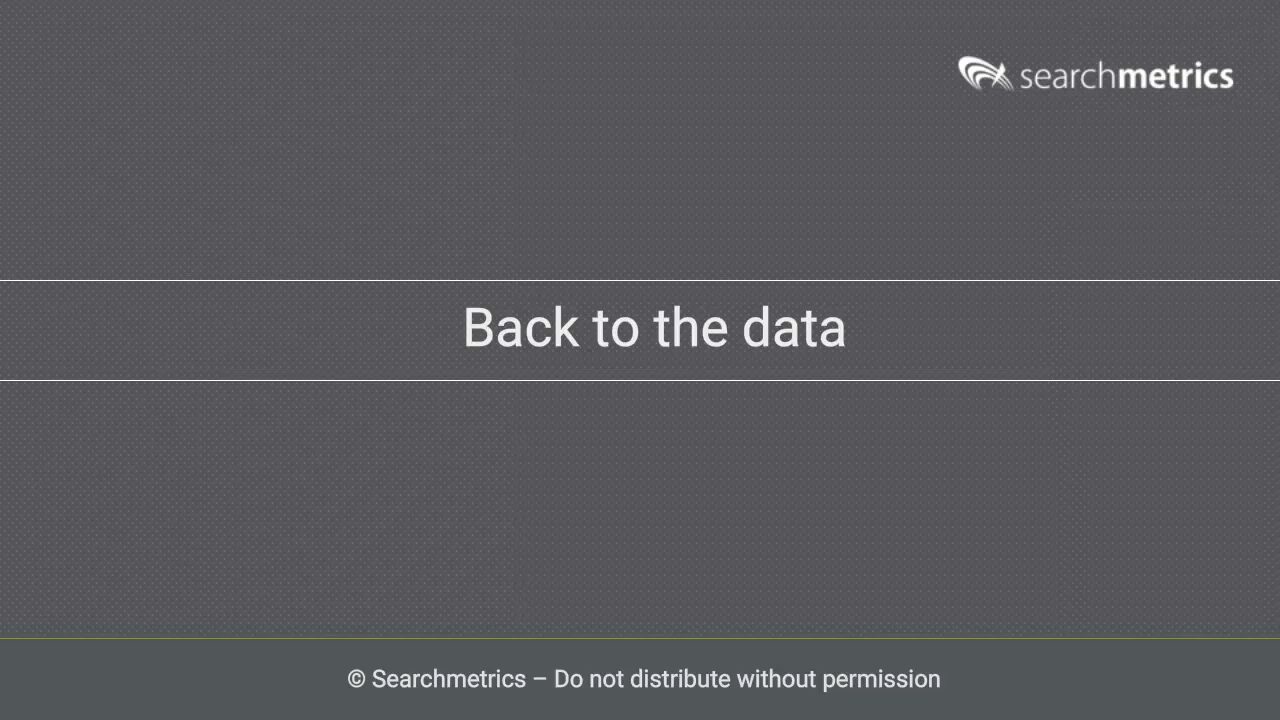 searchmetrics
Back to the data
© Searchmetrics – Do not distribute without permission